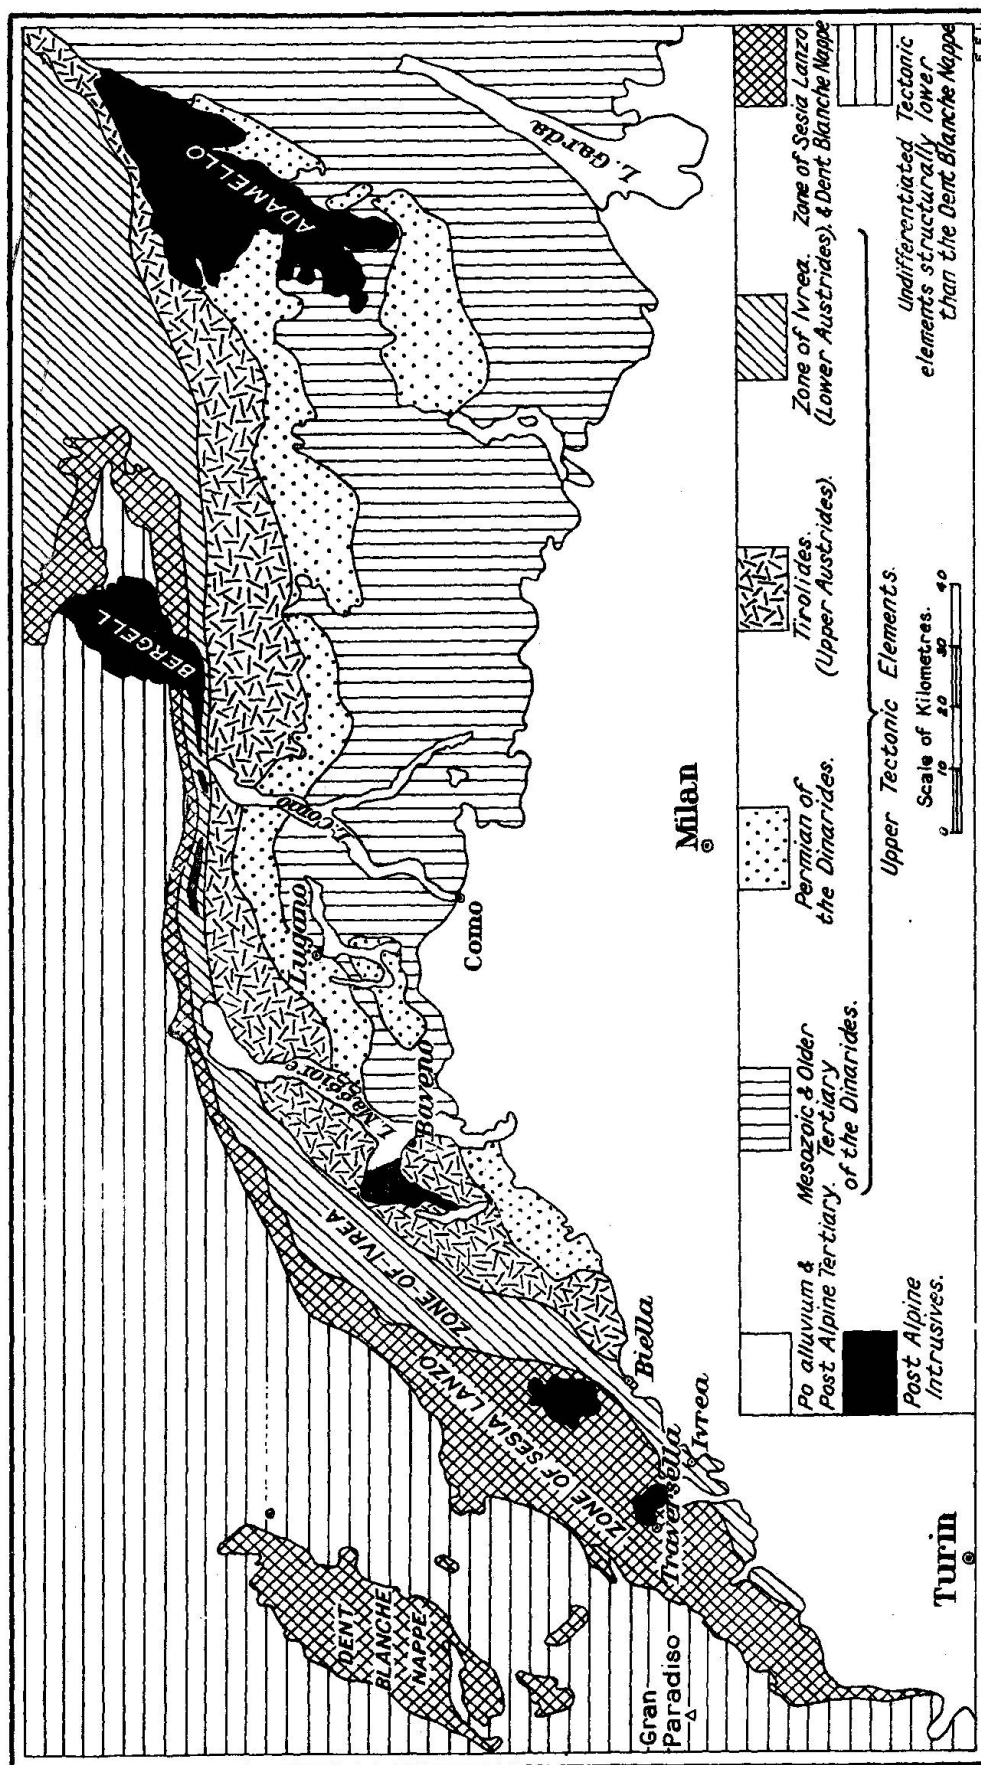 ADAMELLO
L. Garda
BERGELL
L. Como
Lugano
Como
Milan
L. Maggiore
Baveno
ZONE OF IVREA
ZONE OF SESIA LANZO
Biella
Ivrea
Traversella
DENT
BLANCHE
NAPPE
Gran
Paradiso
Turin
Po alluvium &
Post Alpine Tertiary.
Mesozoic & Older
Tertiary
of the Dinarides.
Permian of
the Dinarides.
Tirolides.
(Upper Austrides).
Zone of Ivrea.
(Lower Austrides).
Zone of Sesia Lanzo
& Dent Blanche Nappe
Upper Tectonic Elements.
Post Alpine
Intrusives.
Scale of Kilometres.
0 10 20 30 40
Undifferentiated Tectonic
elements structurally lower
than the Dent Blanche Nappe